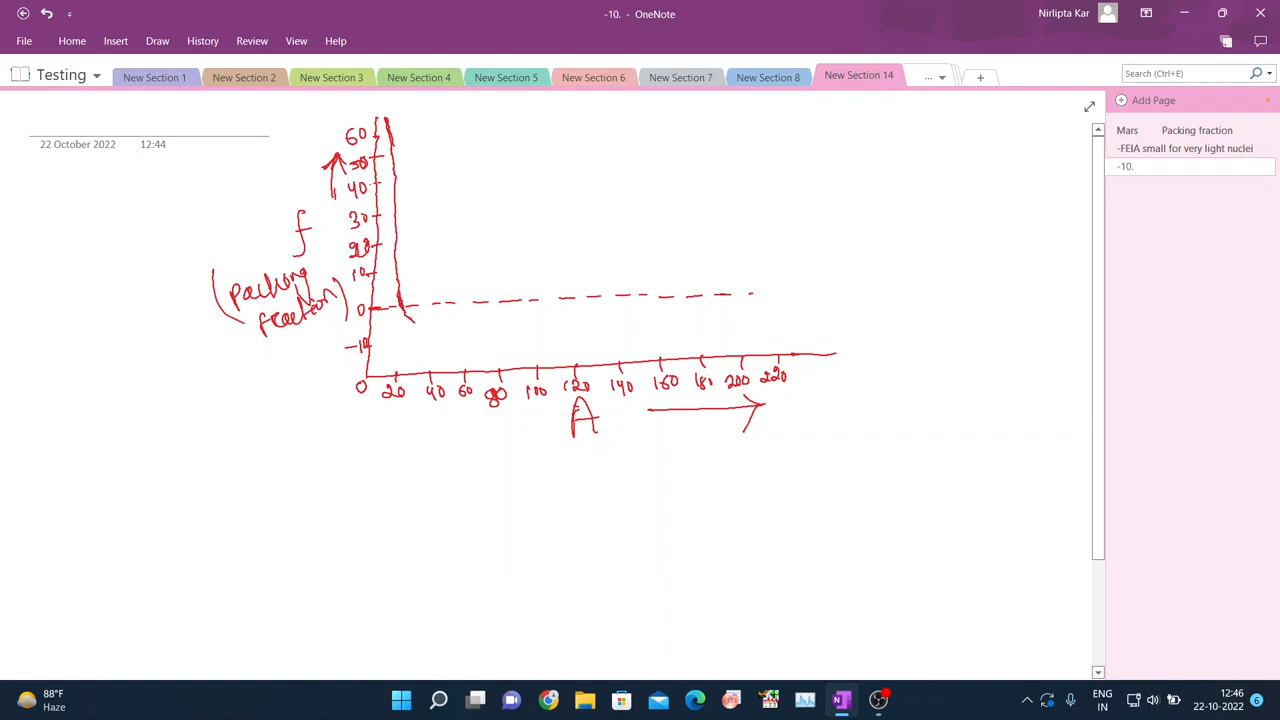 -10. - OneNote
Nirlipta Kar
File Home Insert Draw History Review View Help
Testing
New Section 1 New Section 2 New Section 3 New Section 4 New Section 5 New Section 6 New Section 7 New Section 8 New Section 14 ...
Search (Ctrl+E)
Add Page
Mars Packing fraction
-FEIA small for very light nuclei
-10.
22 October 2022 12:44
60
50
40
30
20
10
0
-10
f
(Packing
fraction)
0 20 40 60 80 100 120 140 160 180 200 220
A
88°F
Haze
ENG
IN
12:46
22-10-2022
6